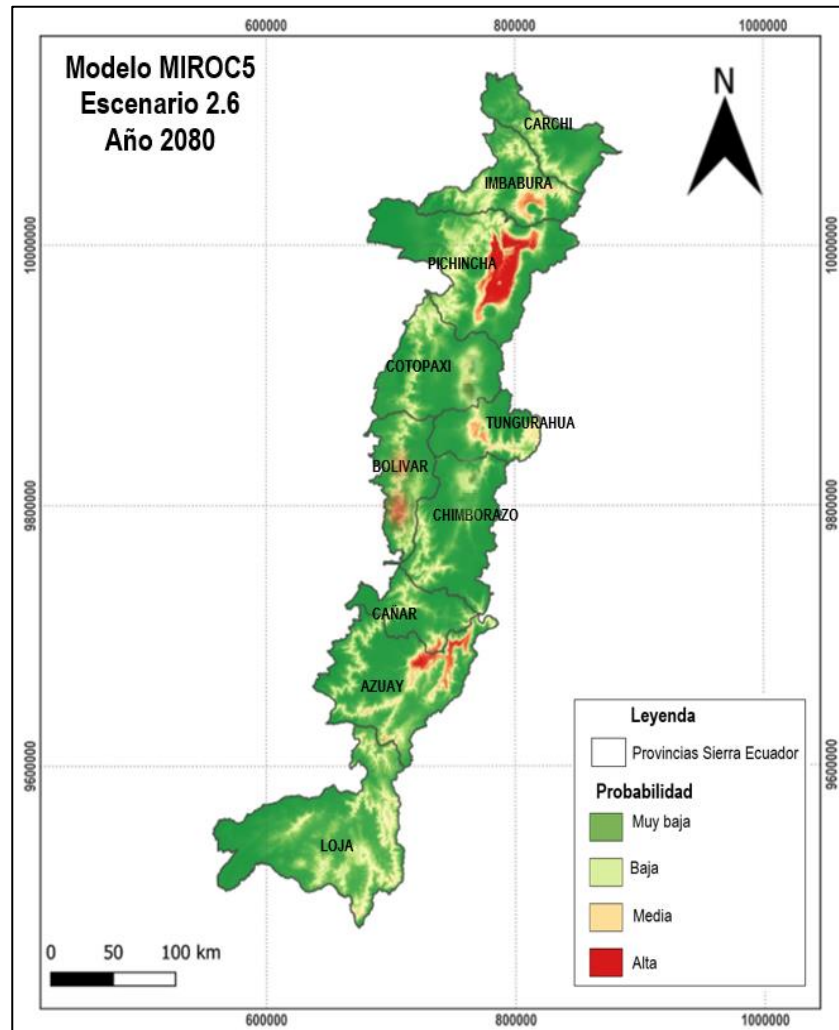 600000 800000 1000000
Modelo MIROC5
Escenario 2.6
Año 2080
N
CARCHI
IMBABURA
10000000 10000000
PICHINCHA
COTOPAXI
TUNGURAHUA
BOLIVAR
9800000 9800000
CHIMBORAZO
CAÑAR
AZUAY
Leyenda
Provincias Sierra Ecuador
9600000 9600000
Probabilidad
Muy baja
Baja
Media
Alta
LOJA
0 50 100 km
600000 800000 1000000